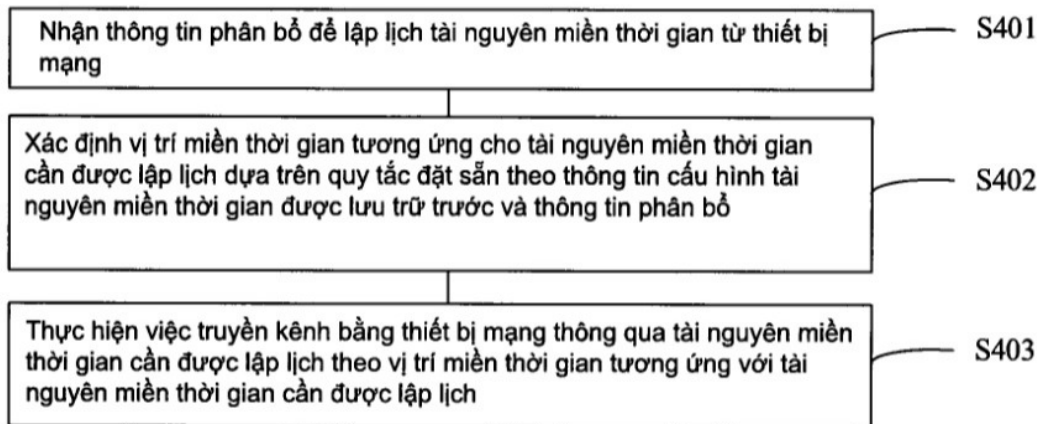 Nhận thông tin phân bổ để lập lịch tài nguyên miền thời gian từ thiết bị
mạng
S401
Xác định vị trí miền thời gian tương ứng cho tài nguyên miền thời gian
cần được lập lịch dựa trên quy tắc đặt sẵn theo thông tin cấu hình tài
nguyên miền thời gian được lưu trữ trước và thông tin phân bổ
S402
Thực hiện việc truyền kênh bằng thiết bị mạng thông qua tài nguyên miền
thời gian cần được lập lịch theo vị trí miền thời gian tương ứng với tài
nguyên miền thời gian cần được lập lịch
S403